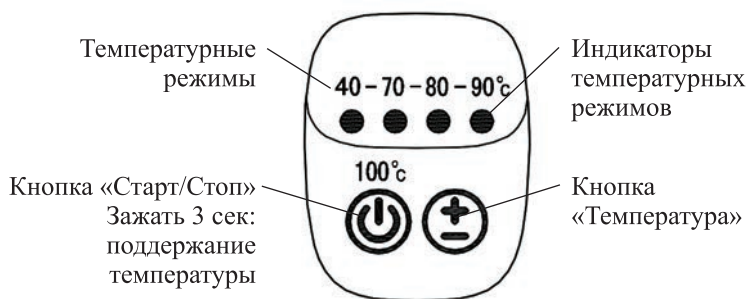 Температурные
режимы
Индикаторы
температурных
режимов
40 – 70 – 80 – 90°c
100°c
Кнопка «Старт/Стоп»
Зажать 3 сек:
поддержание
температуры
Кнопка
«Температура»